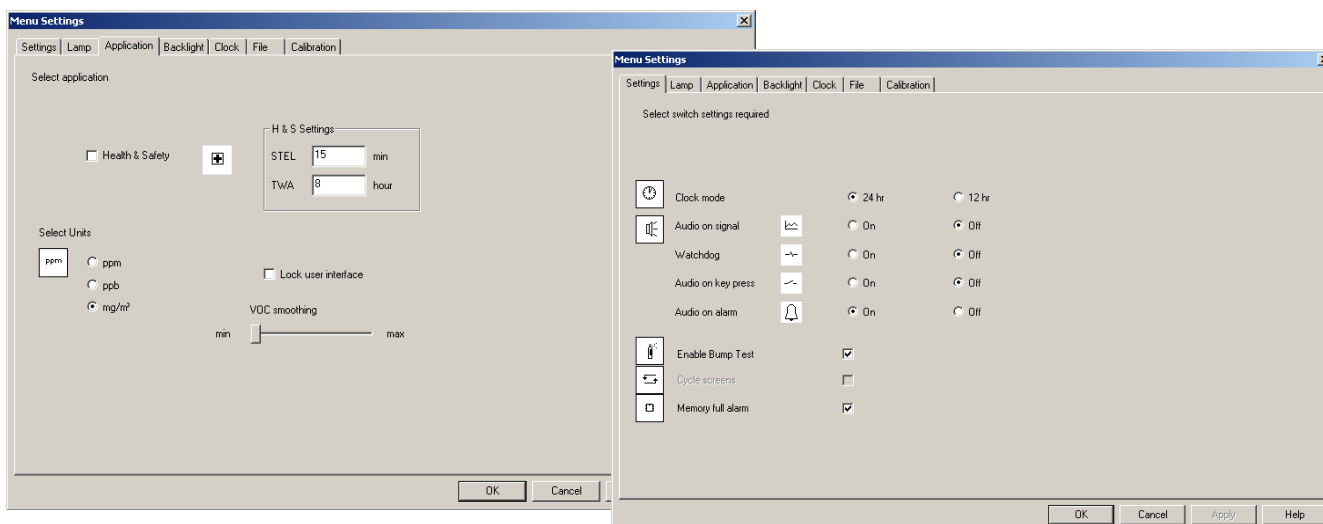 Menu Settings
Settings Lamp Application Backlight Clock File Calibration
Select application
H & S Settings
Health & Safety
STEL 15 min
TWA 8 hour
Select Units
ppm
ppm
ppb
mg/m³
Lock user interface
VOC smoothing
min max
OK Cancel
Menu Settings
Settings Lamp Application Backlight Clock File Calibration
Select switch settings required
Clock mode 24 hr 12 hr
Audio on signal On Off
Watchdog On Off
Audio on key press On Off
Audio on alarm On Off
Enable Bump Test
Cycle screens
Memory full alarm
OK Cancel Apply Help